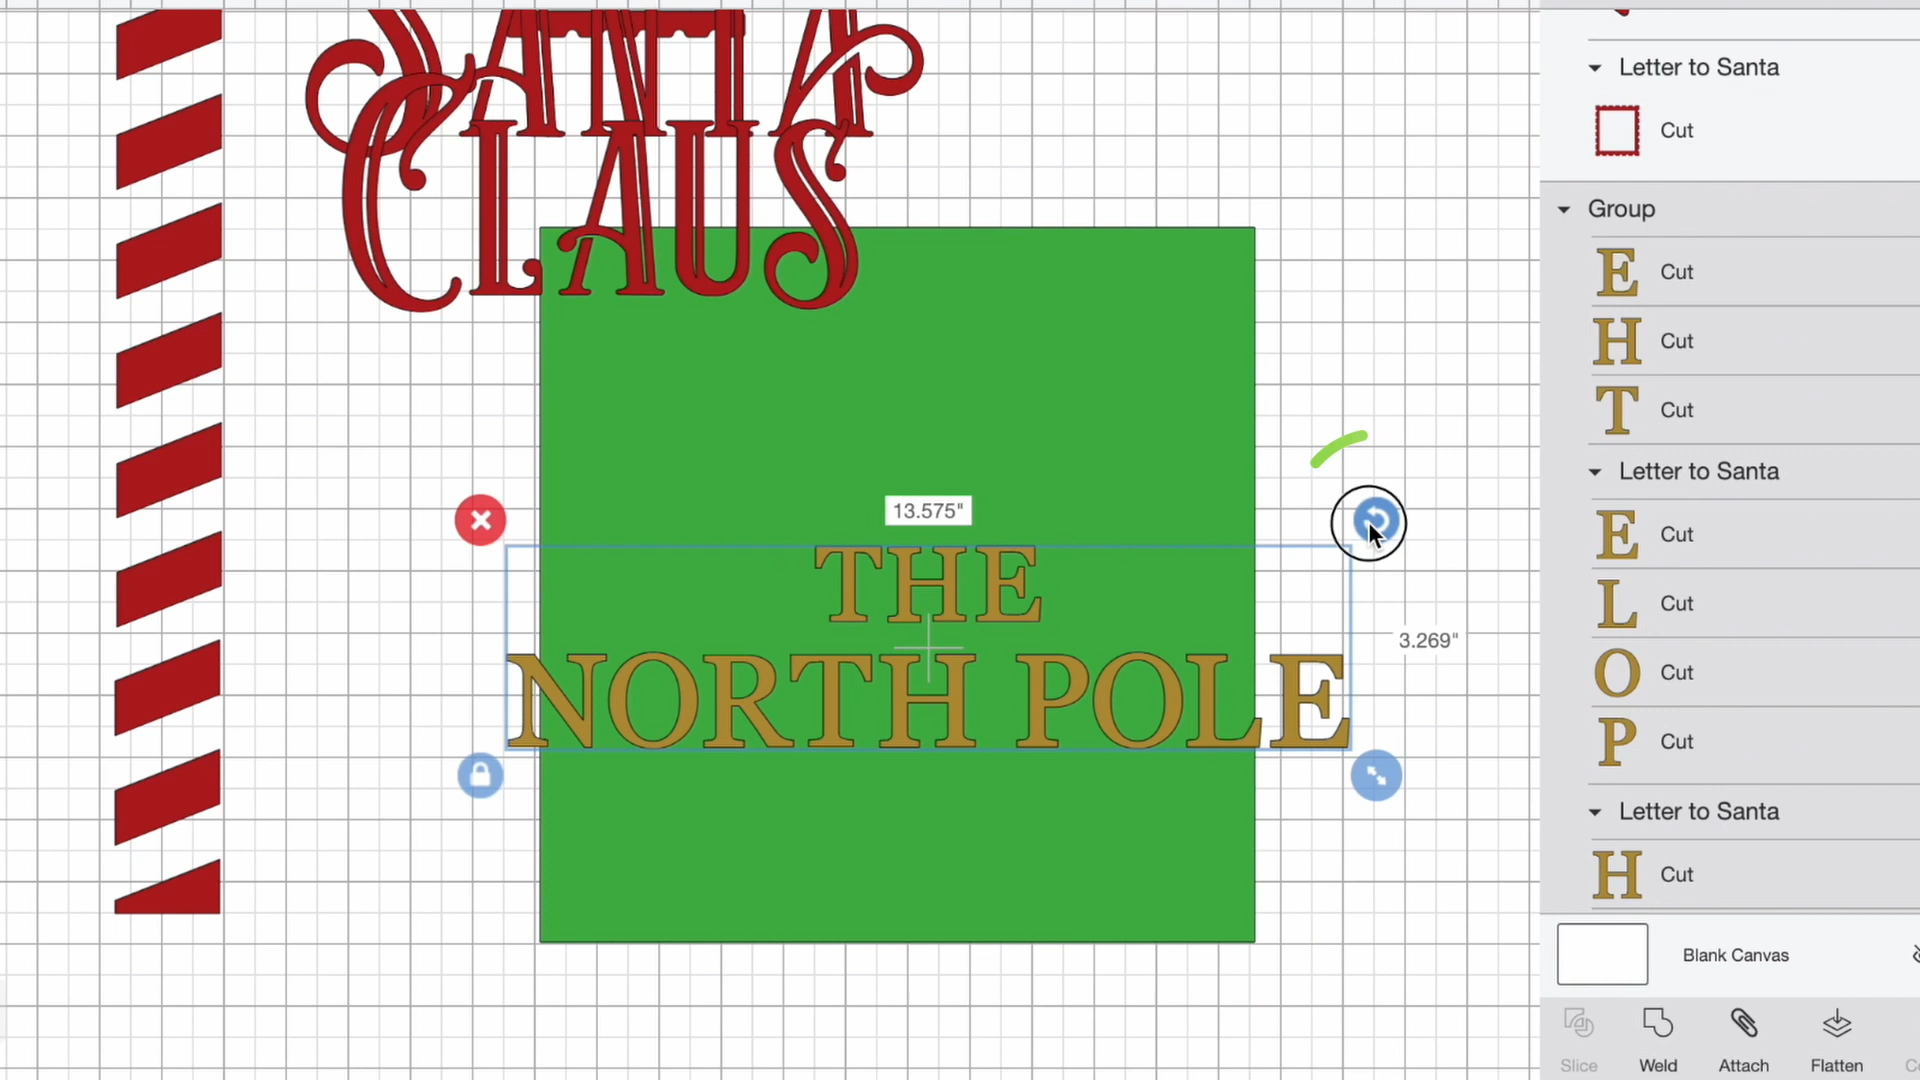 SANTA
CLAUS
13.575"
THE
NORTH POLE
3.269"
Letter to Santa
Cut
Group
E Cut
H Cut
T Cut
Letter to Santa
E Cut
L Cut
O Cut
P Cut
Letter to Santa
H Cut
Blank Canvas
Slice
Weld
Attach
Flatten